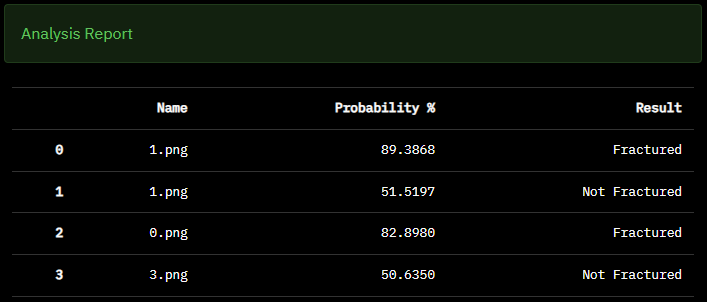 Analysis Report
Name Probability % Result
0 1.png 89.3868 Fractured
1 1.png 51.5197 Not Fractured
2 0.png 82.8980 Fractured
3 3.png 50.6350 Not Fractured